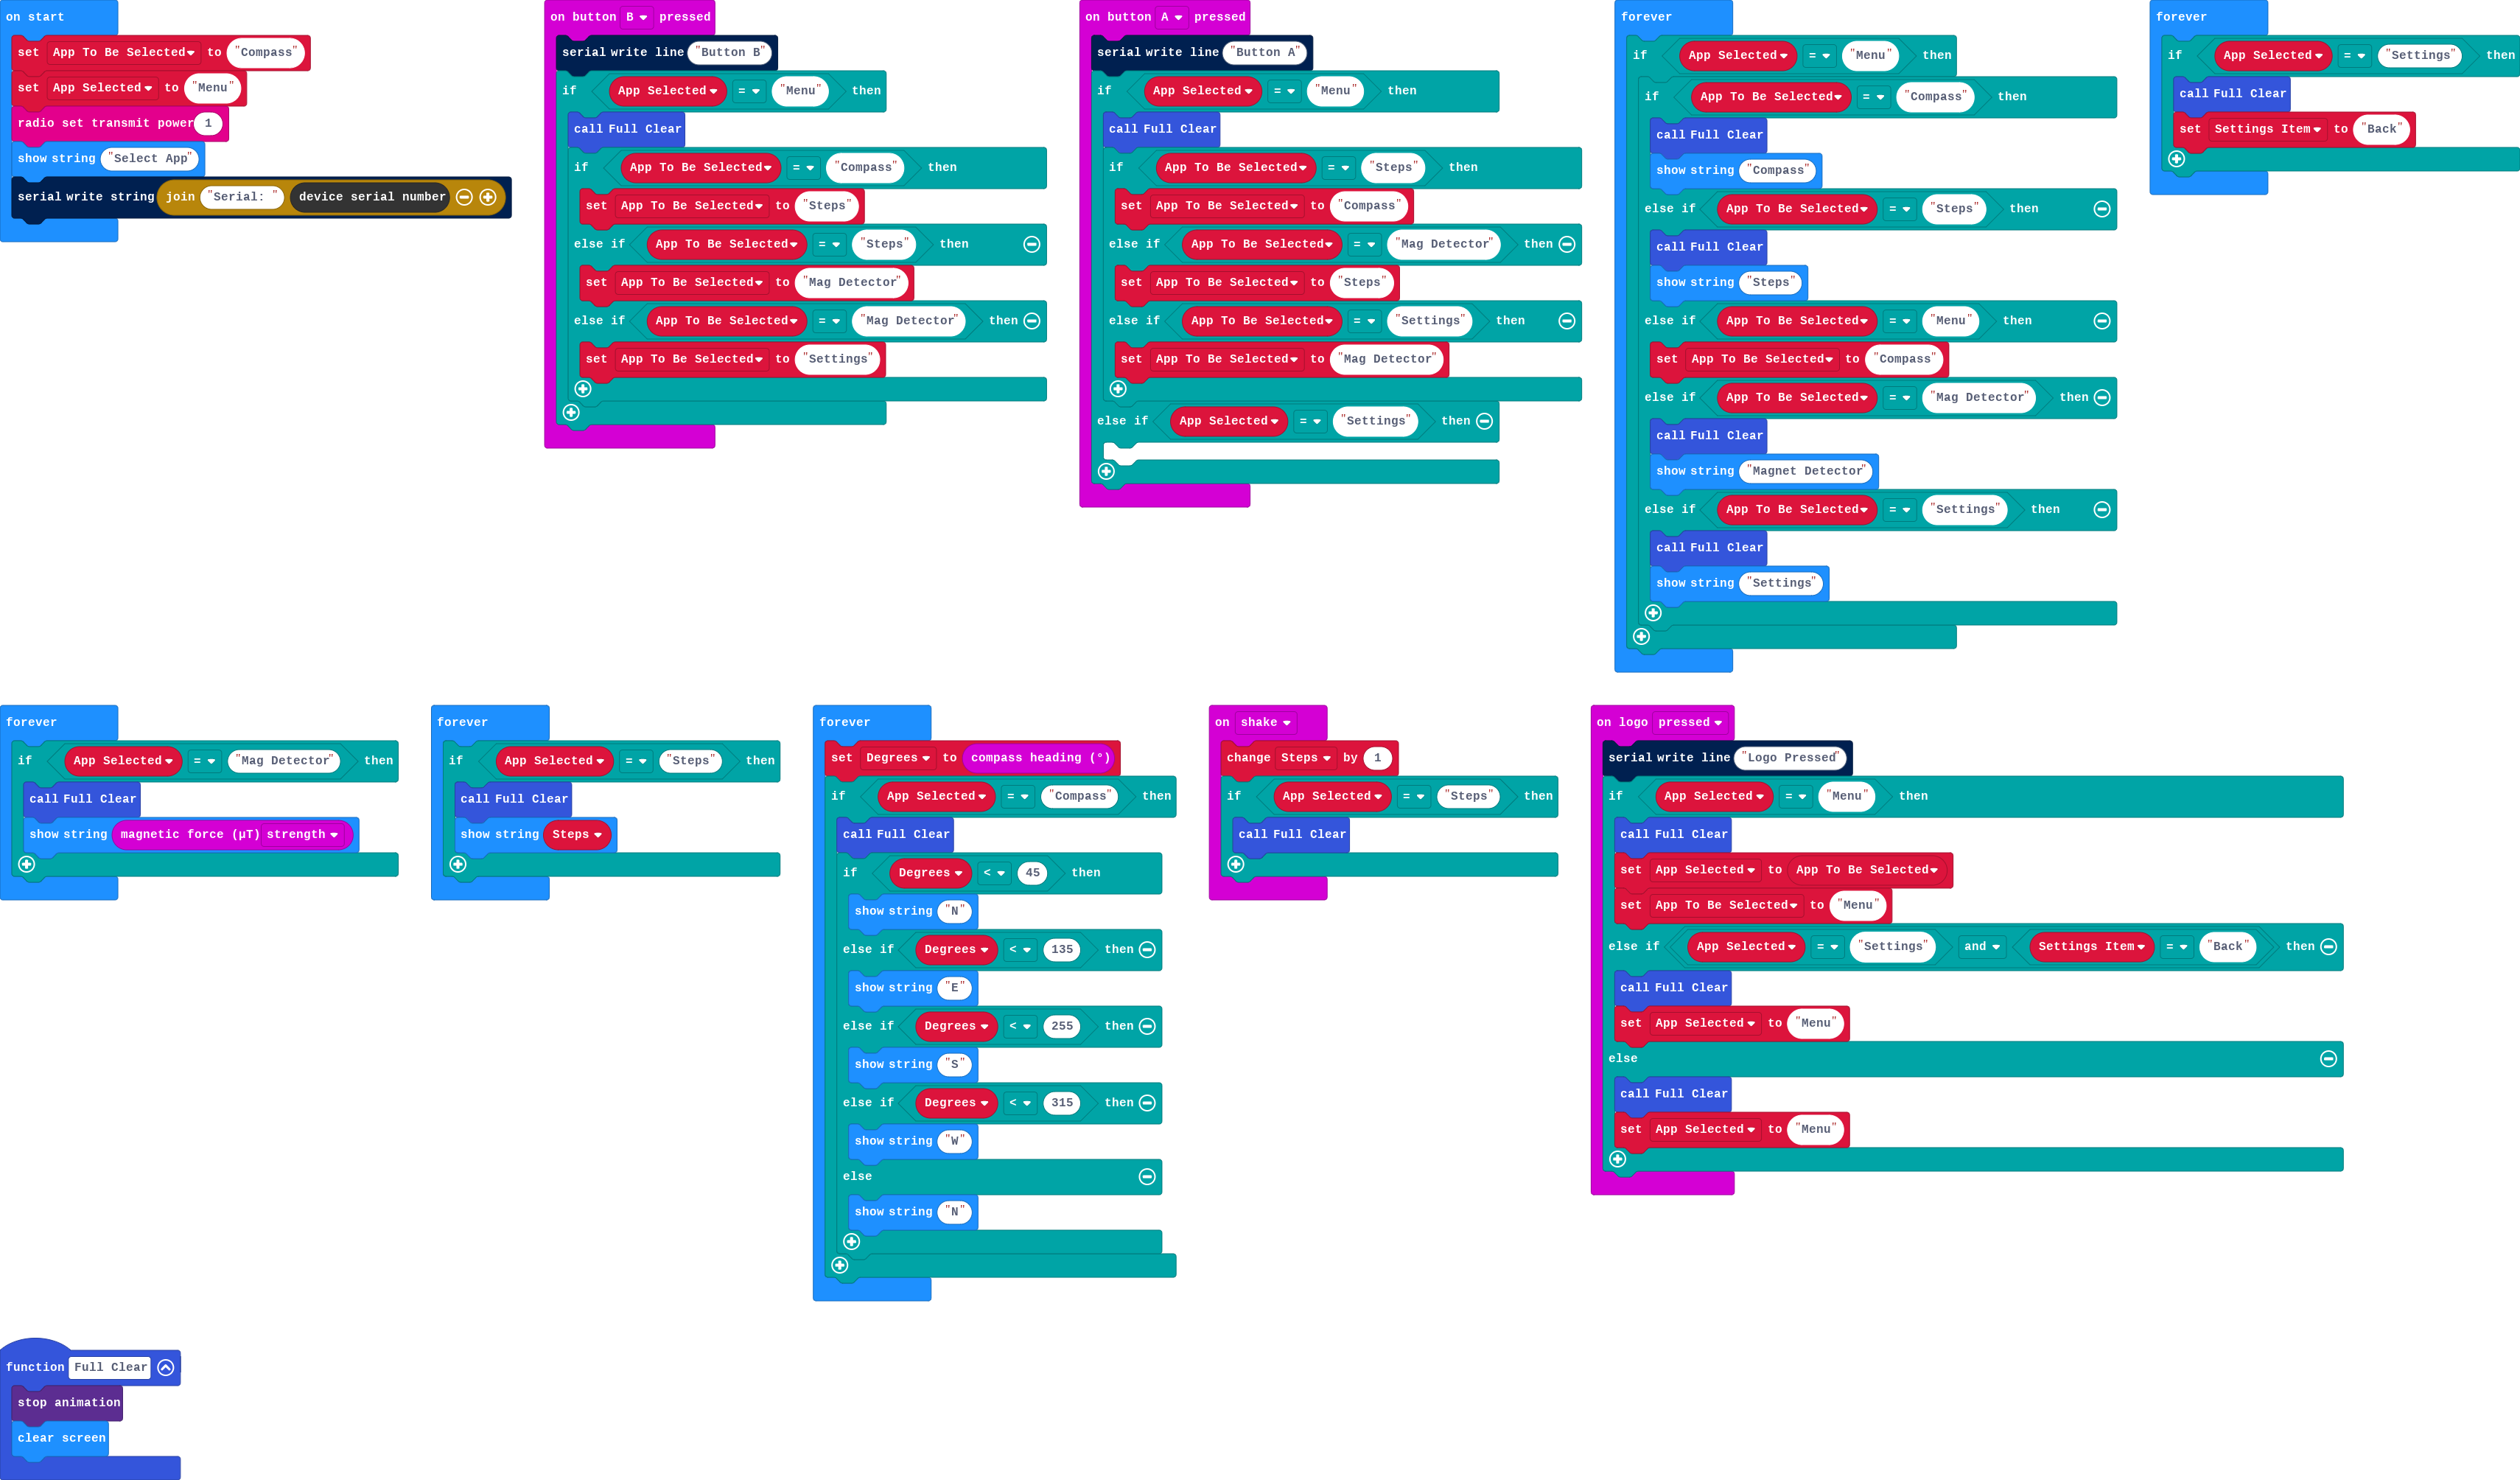 on start
set App To Be Selected to "Compass"
set App Selected to "Menu"
radio set transmit power 1
show string "Select App"
serial write string join "Serial: " device serial number
on button B pressed
serial write line "Button B"
if App Selected = "Menu" then
call Full Clear
if App To Be Selected = "Compass" then
set App To Be Selected to "Steps"
else if App To Be Selected = "Steps" then
set App To Be Selected to "Mag Detector"
else if App To Be Selected = "Mag Detector" then
set App To Be Selected to "Settings"
on button A pressed
serial write line "Button A"
if App Selected = "Menu" then
call Full Clear
if App To Be Selected = "Steps" then
set App To Be Selected to "Compass"
else if App To Be Selected = "Mag Detector" then
set App To Be Selected to "Steps"
else if App To Be Selected = "Settings" then
set App To Be Selected to "Mag Detector"
else if App Selected = "Settings" then
forever
if App Selected = "Menu" then
if App To Be Selected = "Compass" then
call Full Clear
show string "Compass"
else if App To Be Selected = "Steps" then
call Full Clear
show string "Steps"
else if App To Be Selected = "Menu" then
set App To Be Selected to "Compass"
else if App To Be Selected = "Mag Detector" then
call Full Clear
show string "Magnet Detector"
else if App To Be Selected = "Settings" then
call Full Clear
show string "Settings"
forever
if App Selected = "Settings" then
call Full Clear
set Settings Item to "Back"
forever
if App Selected = "Mag Detector" then
call Full Clear
show string magnetic force (µT) strength
forever
if App Selected = "Steps" then
call Full Clear
show string Steps
forever
set Degrees to compass heading (°)
if App Selected = "Compass" then
call Full Clear
if Degrees < 45 then
show string "N"
else if Degrees < 135 then
show string "E"
else if Degrees < 255 then
show string "S"
else if Degrees < 315 then
show string "W"
else
show string "N"
on shake
change Steps by 1
if App Selected = "Steps" then
call Full Clear
on logo pressed
serial write line "Logo Pressed"
if App Selected = "Menu" then
call Full Clear
set App Selected to App To Be Selected
set App To Be Selected to "Menu"
else if App Selected = "Settings" and Settings Item = "Back" then
call Full Clear
set App Selected to "Menu"
else
call Full Clear
set App Selected to "Menu"
function Full Clear
stop animation
clear screen